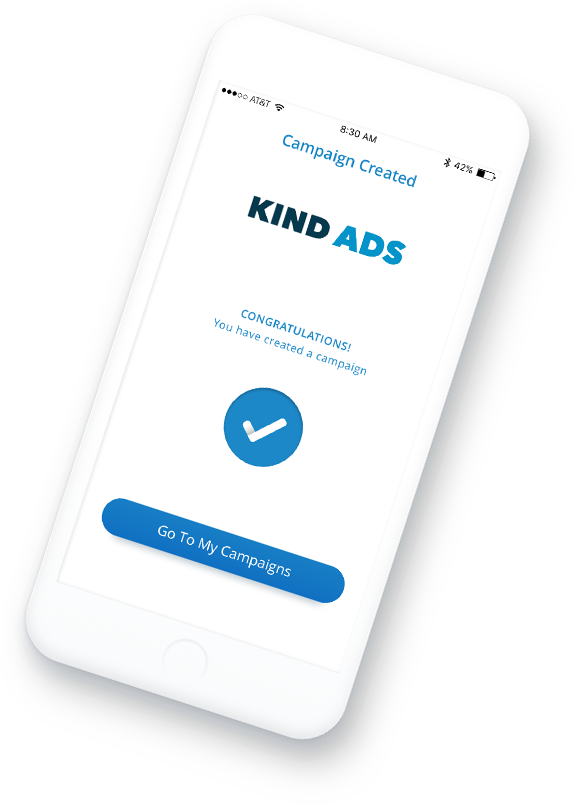 AT&T
8:30 AM
42%
Campaign Created
KIND ADS
CONGRATULATIONS!
You have created a campaign
Go To My Campaigns